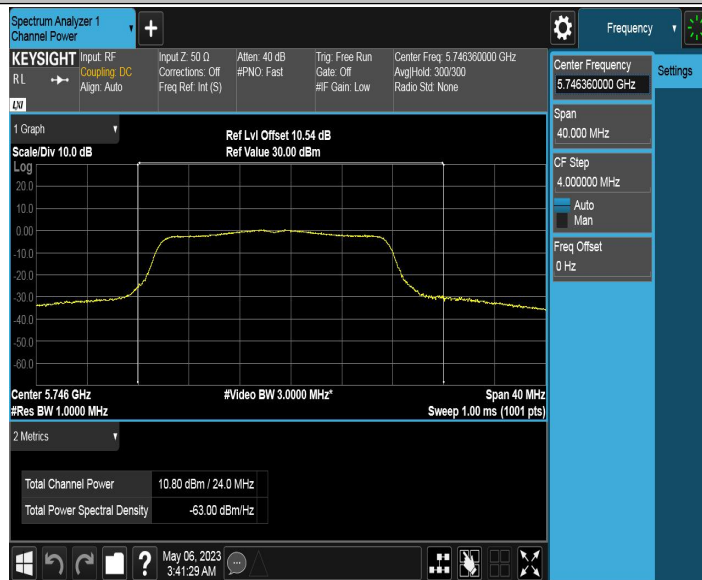 Spectrum Analyzer 1
Channel Power
+
Frequency
KEYSIGHT
RL
LXI
Input: RF
Coupling: DC
Align: Auto
Input Z: 50 Ω
Corrections: Off
Freq Ref: Int (S)
Atten: 40 dB
#PNO: Fast
Trig: Free Run
Gate: Off
#IF Gain: Low
Center Freq: 5.746360000 GHz
Avg|Hold: 300/300
Radio Std: None
Center Frequency
5.746360000 GHz
Settings
Span
40.000 MHz
CF Step
4.000000 MHz
Auto
Man
Freq Offset
0 Hz
1 Graph
Scale/Div 10.0 dB
Ref Lvl Offset 10.54 dB
Ref Value 30.00 dBm
Log
20.0
10.0
0.00
-10.0
-20.0
-30.0
-40.0
-50.0
-60.0
Center 5.746 GHz
#Res BW 1.0000 MHz
#Video BW 3.0000 MHz*
Span 40 MHz
Sweep 1.00 ms (1001 pts)
2 Metrics
Total Channel Power 10.80 dBm / 24.0 MHz
Total Power Spectral Density -63.00 dBm/Hz
?
May 06, 2023
3:41:29 AM